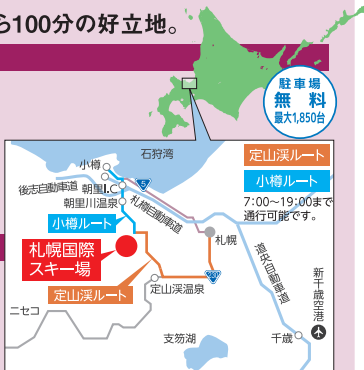 ら100分の好立地。
駐車場
無料
最大1,850台
石狩湾
定山渓ルート
小樽ルート
7:00〜19:00まで
通行可能です。
小樽
後志自動車道
朝里I.C
朝里川温泉
5
札樽自動車道
小樽ルート
札幌
札幌国際
スキー場
道央自動車道
定山渓ルート
定山渓温泉
230
新千歳空港
ニセコ
支笏湖
千歳